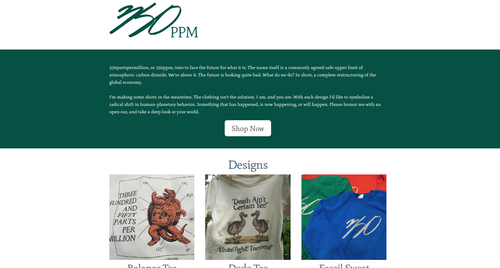 350 PPM
350partspermillion, or 350ppm, tries to face the future for what it is. The name itself is a commonly agreed safe upper limit of
atmospheric carbon dioxide. We're above it. The future is looking quite bad. What do we do? In short, a complete restructuring of the
global economy.
I'm making some shirts in the meantime. The clothing isn't the solution. I am, and you are. With each design I'd like to symbolize a
radical shift in human-planetary behavior. Something that has happened, is now happening, or will happen. Please humor me with an
open ear, and take a deep look at your world.
Shop Now
Designs
THREE
HUNDRED AND
FIFTY
PARTS
PER
MILLION
"Death Ain't
Certain Yet"
350
Balance Tee
Dodo Tee
Fossil Sweat